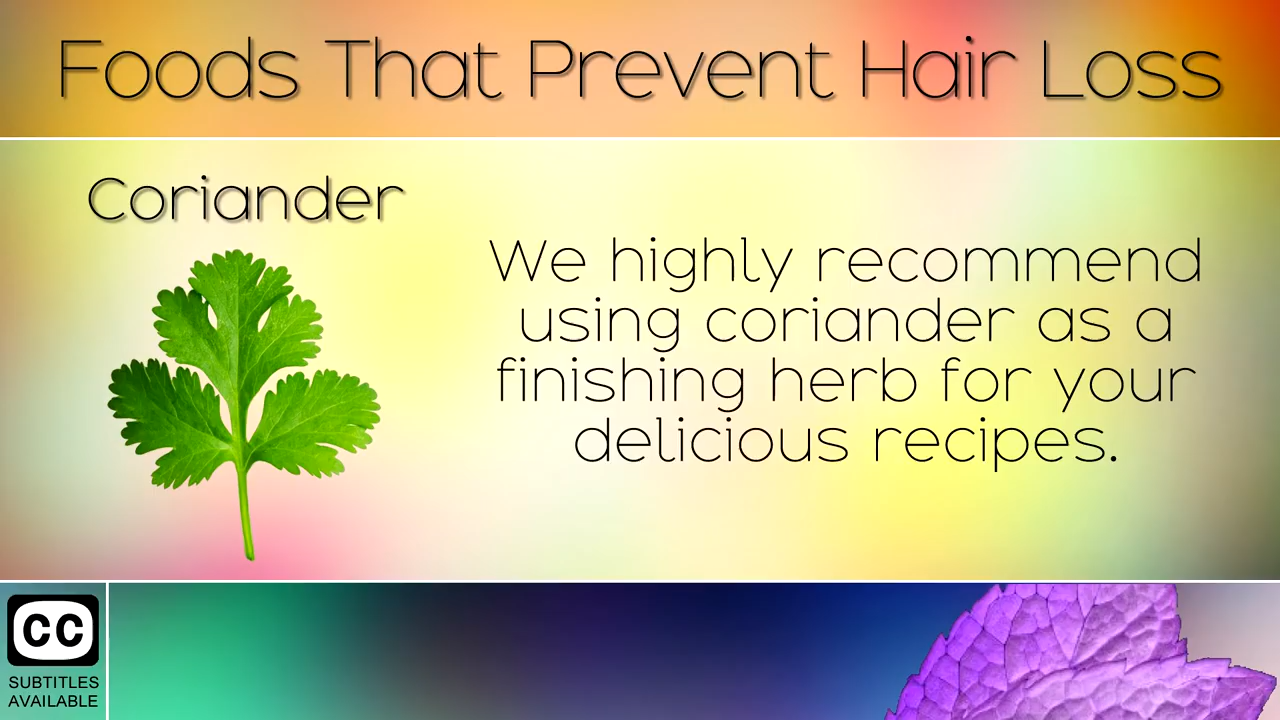 Foods That Prevent Hair Loss
Coriander
We highly recommend
using coriander as a
finishing herb for your
delicious recipes.
CC
SUBTITLES
AVAILABLE